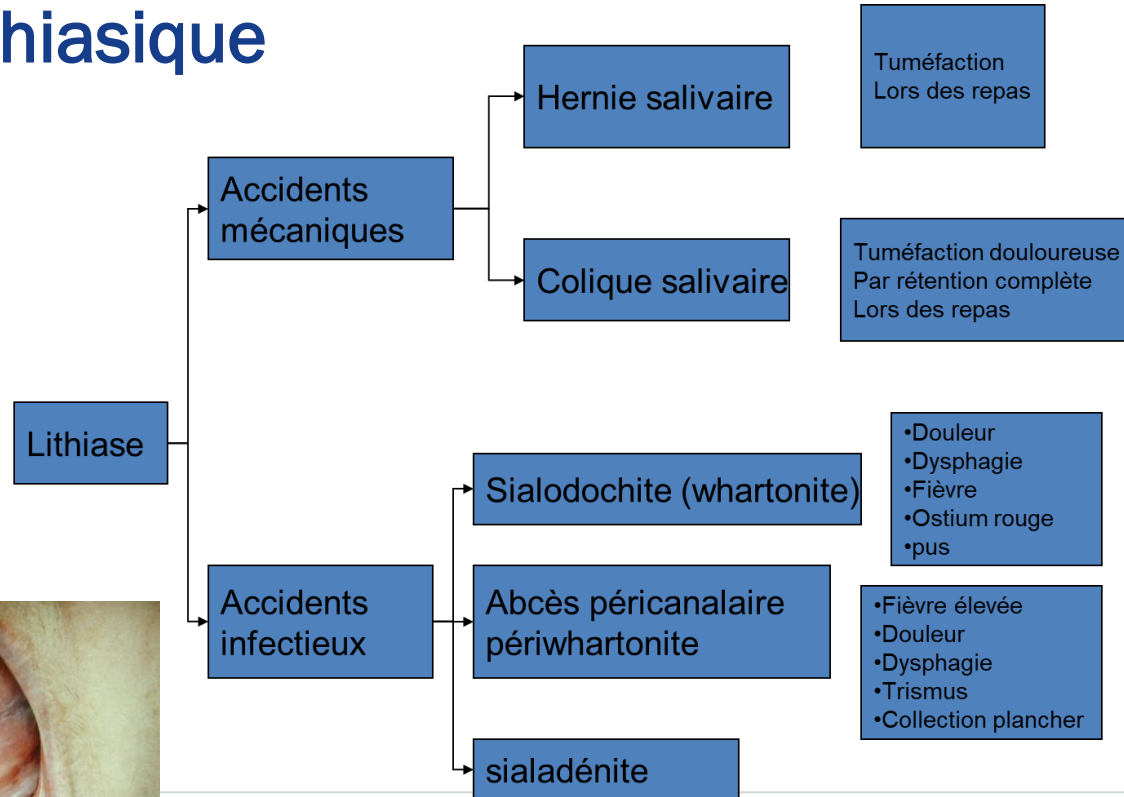 hiasique
Hernie salivaire
Tuméfaction
Lors des repas
Accidents
mécaniques
Colique salivaire
Tuméfaction douloureuse
Par rétention complète
Lors des repas
Lithiase
Sialodochite (whartonite)
•Douleur
•Dysphagie
•Fièvre
•Ostium rouge
•pus
Accidents
infectieux
Abcès péricanalaire
périwhartonite
•Fièvre élevée
•Douleur
•Dysphagie
•Trismus
•Collection plancher
sialadénite